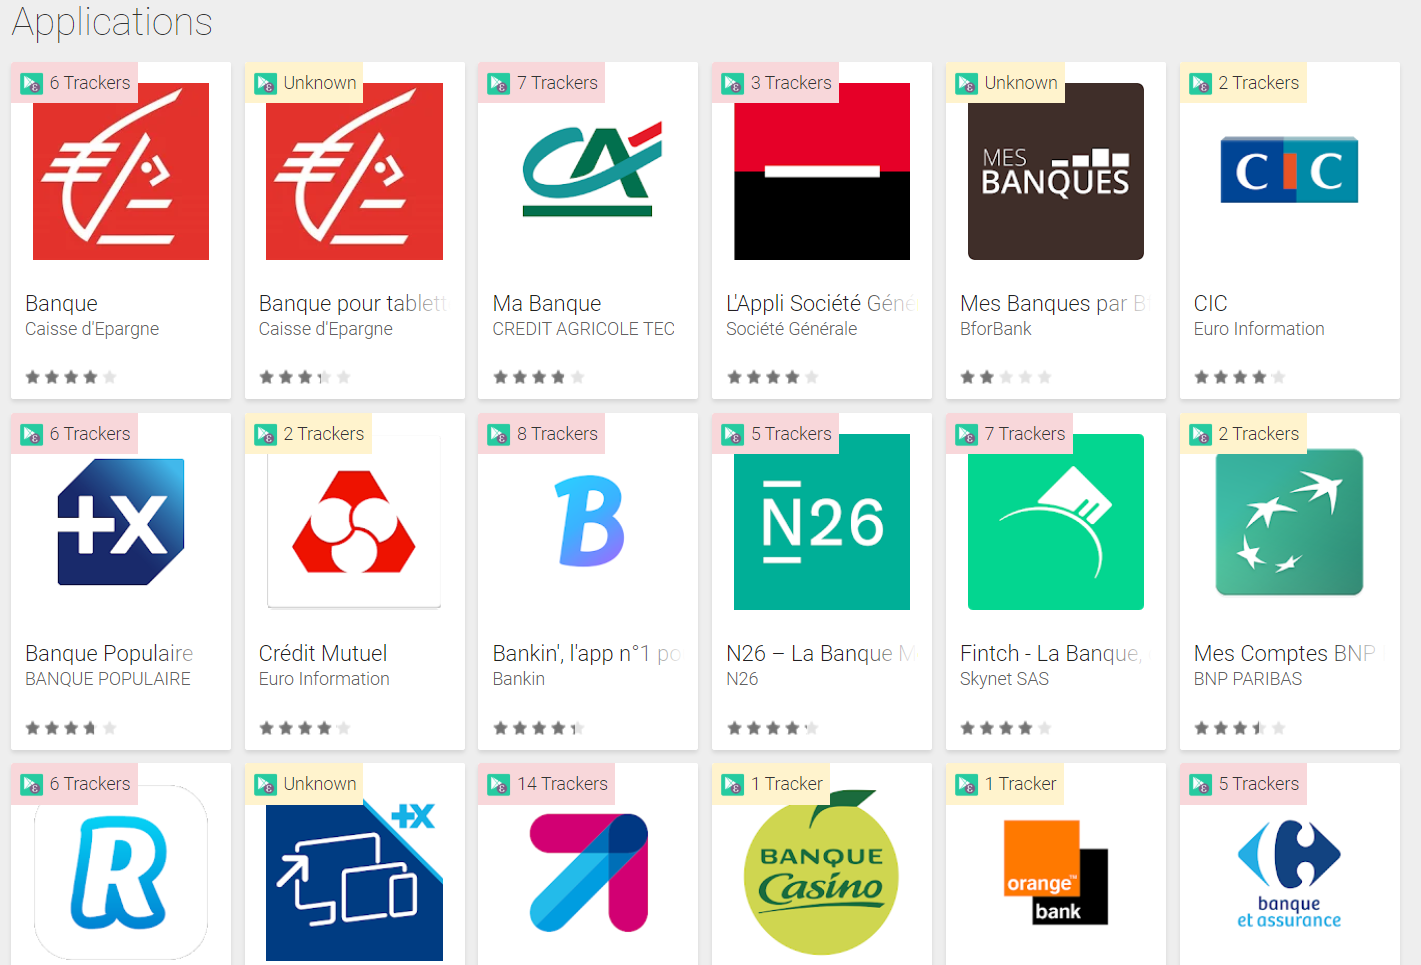 Applications
6 Trackers
Unknown
7 Trackers
3 Trackers
Unknown
2 Trackers
MES
BANQUES
CIC
Banque
Banque pour tablett
Ma Banque
L'Appli Société Géné
Mes Banques par B
CIC
Caisse d'Epargne
Caisse d'Epargne
CREDIT AGRICOLE TEC
Société Générale
BforBank
Euro Information
6 Trackers
2 Trackers
8 Trackers
5 Trackers
7 Trackers
2 Trackers
+X
B
N26
Banque Populaire
Crédit Mutuel
Bankin', l'app n°1 po
N26 – La Banque M
Fintch - La Banque,
Mes Comptes BNP
BANQUE POPULAIRE
Euro Information
Bankin
N26
Skynet SAS
BNP PARIBAS
6 Trackers
Unknown
14 Trackers
1 Tracker
1 Tracker
5 Trackers
+X
R
BANQUE
Casino
orange™
bank
banque
et assurance